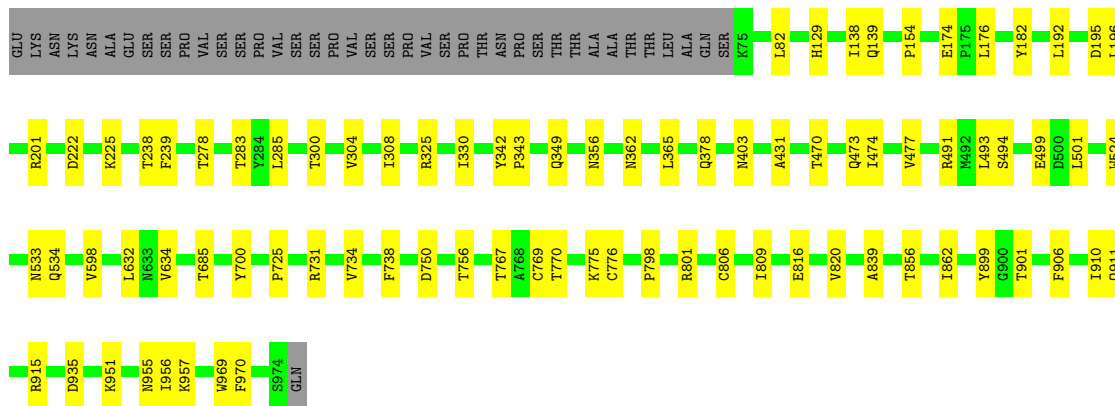 GLU LYS ASN LYS ASN ALA GLU SER SER PRO VAL SER SER PRO VAL SER SER PRO VAL SER SER PRO VAL SER PRO THR ASN PRO SER THR THR ALA ALA THR THR LEU ALA GLN SER K75 L82 H129 I138 Q139 P154 E174 P175 L176 Y182 L192 D195
R201 D222 K225 T238 F239 T278 T283 Y284 L285 T300 V304 I308 R325 I330 Y342 P343 Q349 N356 N362 L365 Q378 N403 A431 T470 Q473 I474 V477 R491 M492 L493 S494 E499 D500 L501 W524
N533 Q534 V598 L632 N633 V634 T685 Y700 P725 R731 V734 F738 D750 T756 T767 A768 C769 T770 K775 C776 P798 R801 C806 I809 E816 V820 A839 T856 I862 Y899 G900 T901 F906 I910
R915 D935 K951 N955 I956 K957 W969 F970 S974 GLN